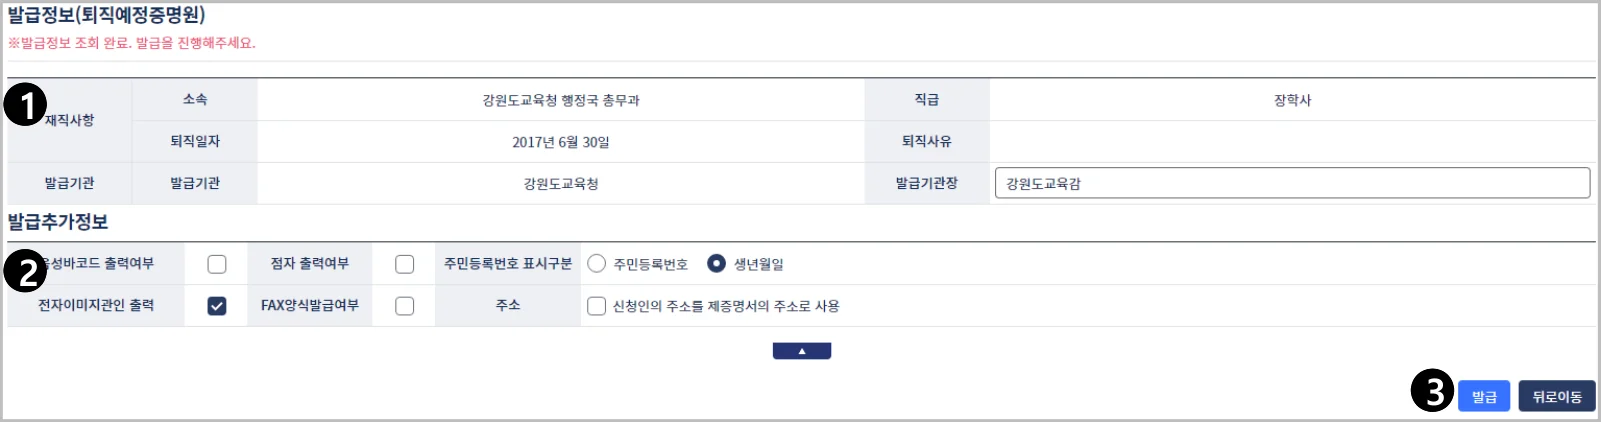 발급정보(퇴직예정증명원)
※발급정보 조회 완료. 발급을 진행해주세요.
1
재직사항 소속 강원도교육청 행정국 총무과 직급 장학사
퇴직일자 2017년 6월 30일 퇴직사유
발급기관 발급기관 강원도교육청 발급기관장 강원도교육감
발급추가정보
2
음성바코드 출력여부 점자 출력여부 주민등록번호 표시구분 주민등록번호 생년월일
전자이미지관인 출력 FAX양식발급여부 주소 신청인의 주소를 제증명서의 주소로 사용
▲
3 발급 뒤로이동